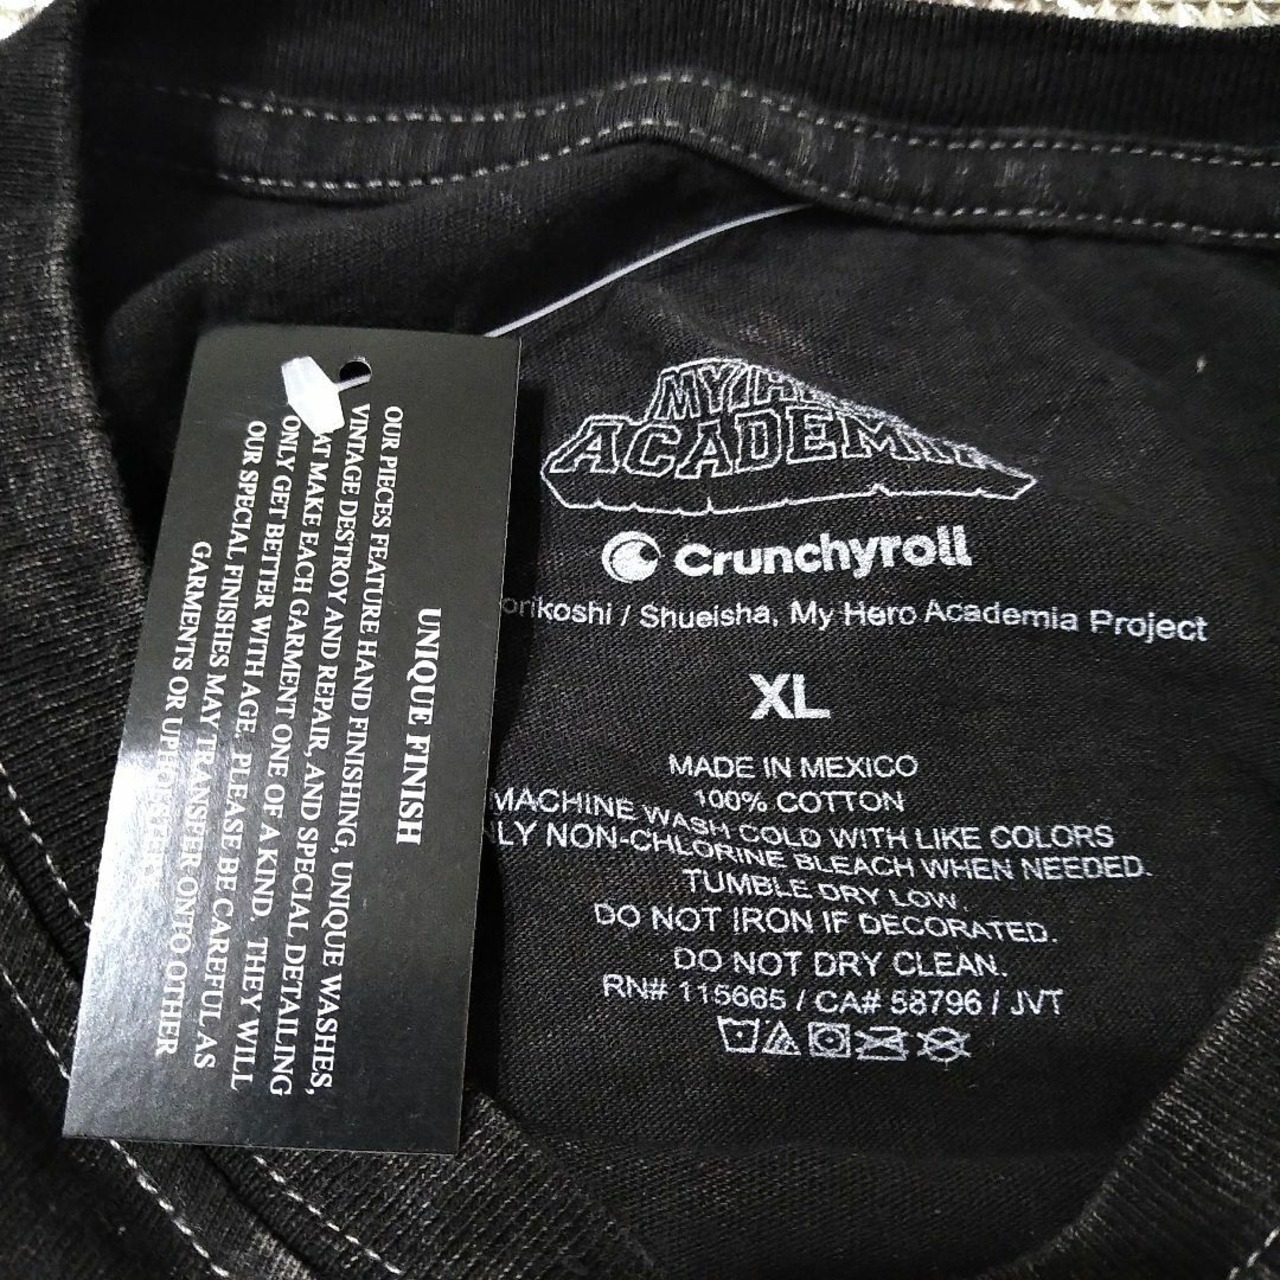 UNIQUE FINISH
OUR PIECES FEATURE HAND FINISHING, UNIQUE WASHES,
VINTAGE DESTROY AND REPAIR, AND SPECIAL DETAILING
AT MAKE EACH GARMENT ONE OF A KIND. THEY WILL
ONLY GET BETTER WITH AGE. PLEASE BE CAREFUL AS
OUR SPECIAL FINISHES MAY TRANSFER ONTO OTHER
GARMENTS OR
MY
ACADEMIA
Crunchyroll
orikoshi / Shueisha, My Hero Academia Project
XL
MADE IN MEXICO
100% COTTON
MACHINE WASH COLD WITH LIKE COLORS
LY NON-CHLORINE BLEACH WHEN NEEDED.
TUMBLE DRY LOW.
DO NOT IRON IF DECORATED.
DO NOT DRY CLEAN.
RN# 115665 / CA# 58796 / JVT